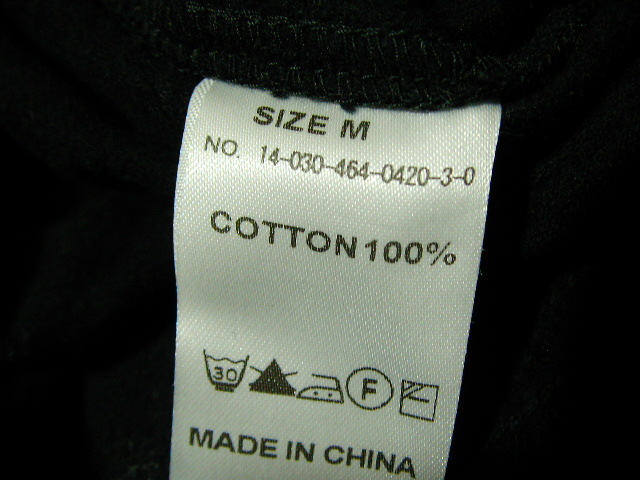 SIZE M
NO. 14-030-464-0420-3-0
COTTON 100%
30 F
MADE IN CHINA